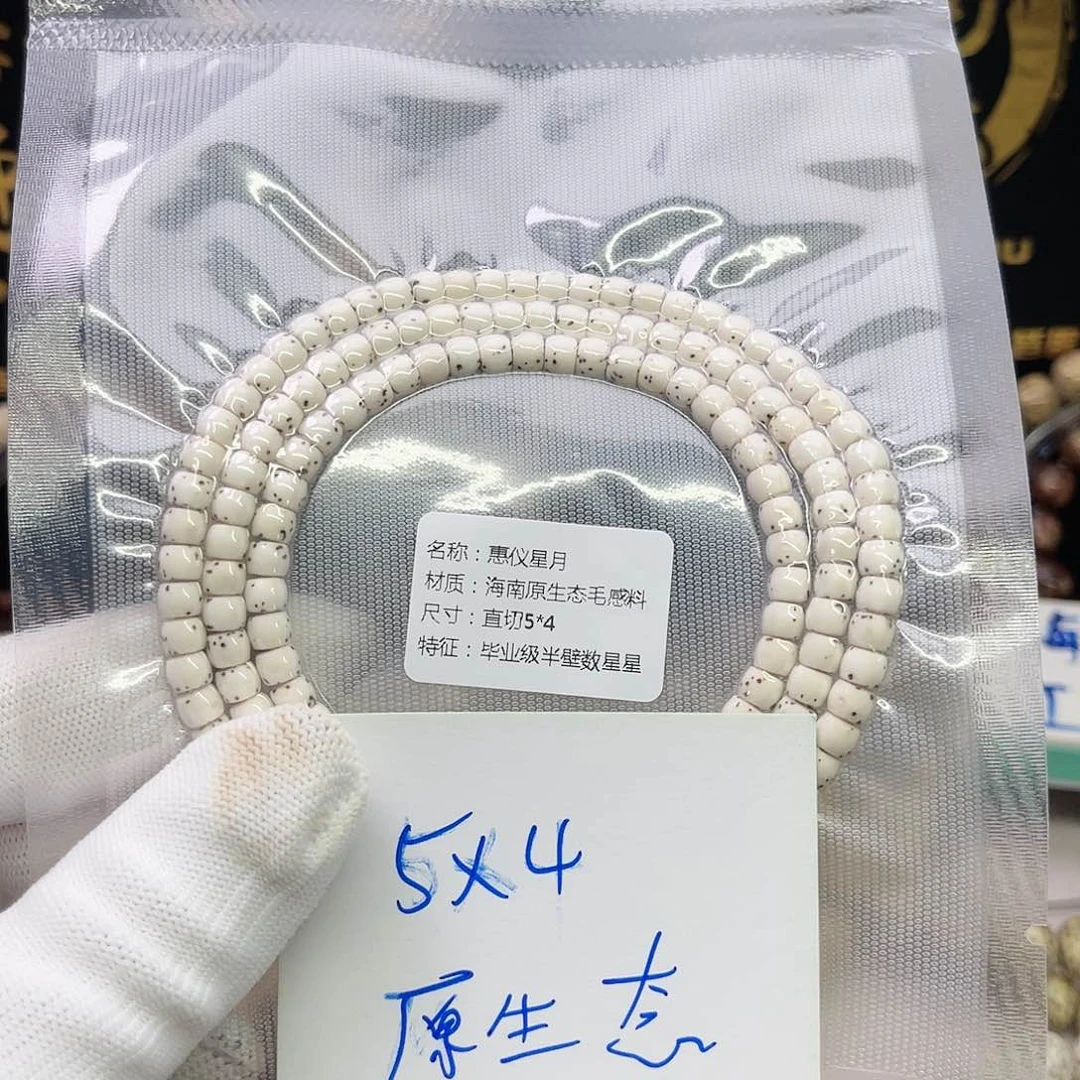 名称：惠仪星月
材质：海南原生态毛感料
尺寸：直切5*4
特征：毕业级半壁数星星
5X4
原生态